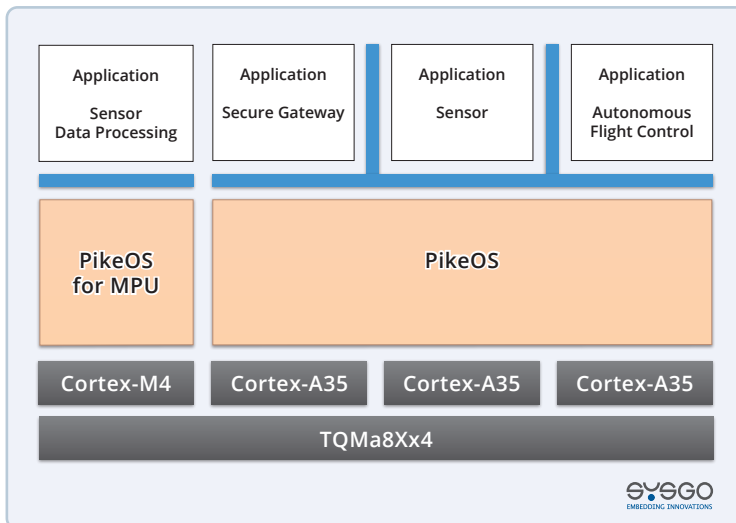 Application
Sensor
Data Processing
Application
Secure Gateway
Application
Sensor
Application
Autonomous
Flight Control
PikeOS
for MPU
PikeOS
Cortex-M4
Cortex-A35
Cortex-A35
Cortex-A35
TQMa8Xx4
SYSGO
EMBEDDING INNOVATIONS